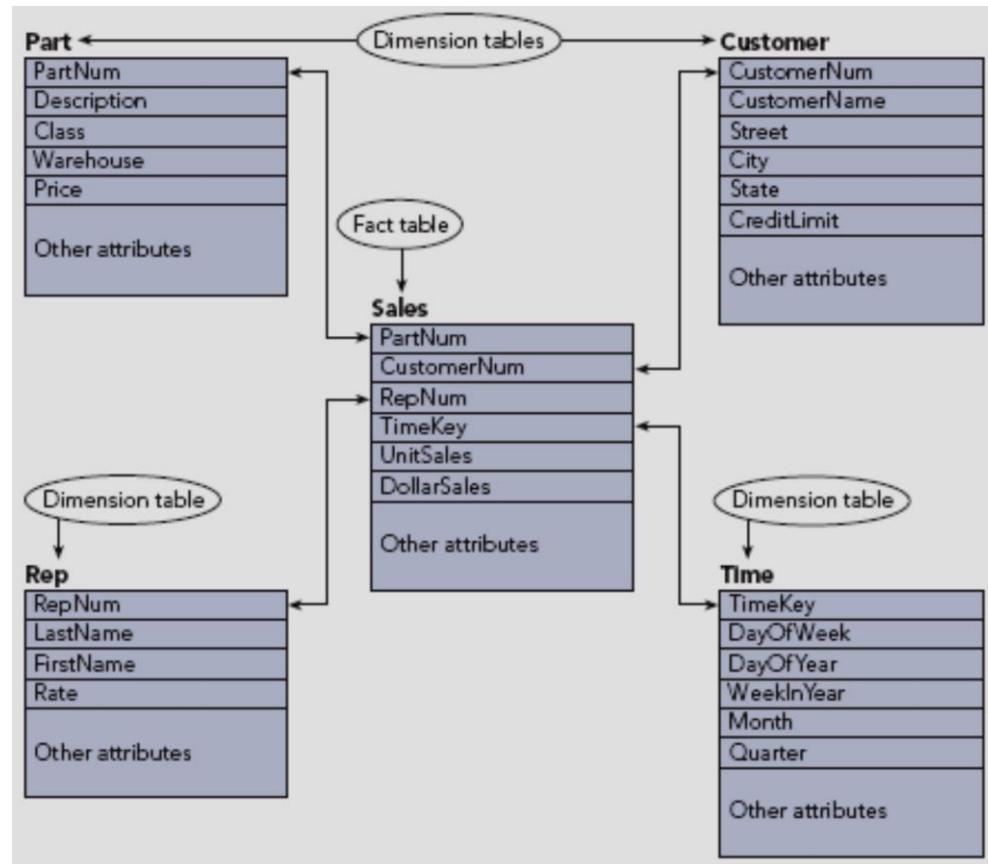 Part
Dimension tables
Customer
PartNum
Description
Class
Warehouse
Price
Other attributes
CustomerNum
CustomerName
Street
City
State
CreditLimit
Other attributes
Fact table
Sales
PartNum
CustomerNum
RepNum
TimeKey
UnitSales
DollarSales
Other attributes
Dimension table
Rep
RepNum
LastName
FirstName
Rate
Other attributes
Dimension table
Time
TimeKey
DayOfWeek
DayOfYear
WeekInYear
Month
Quarter
Other attributes